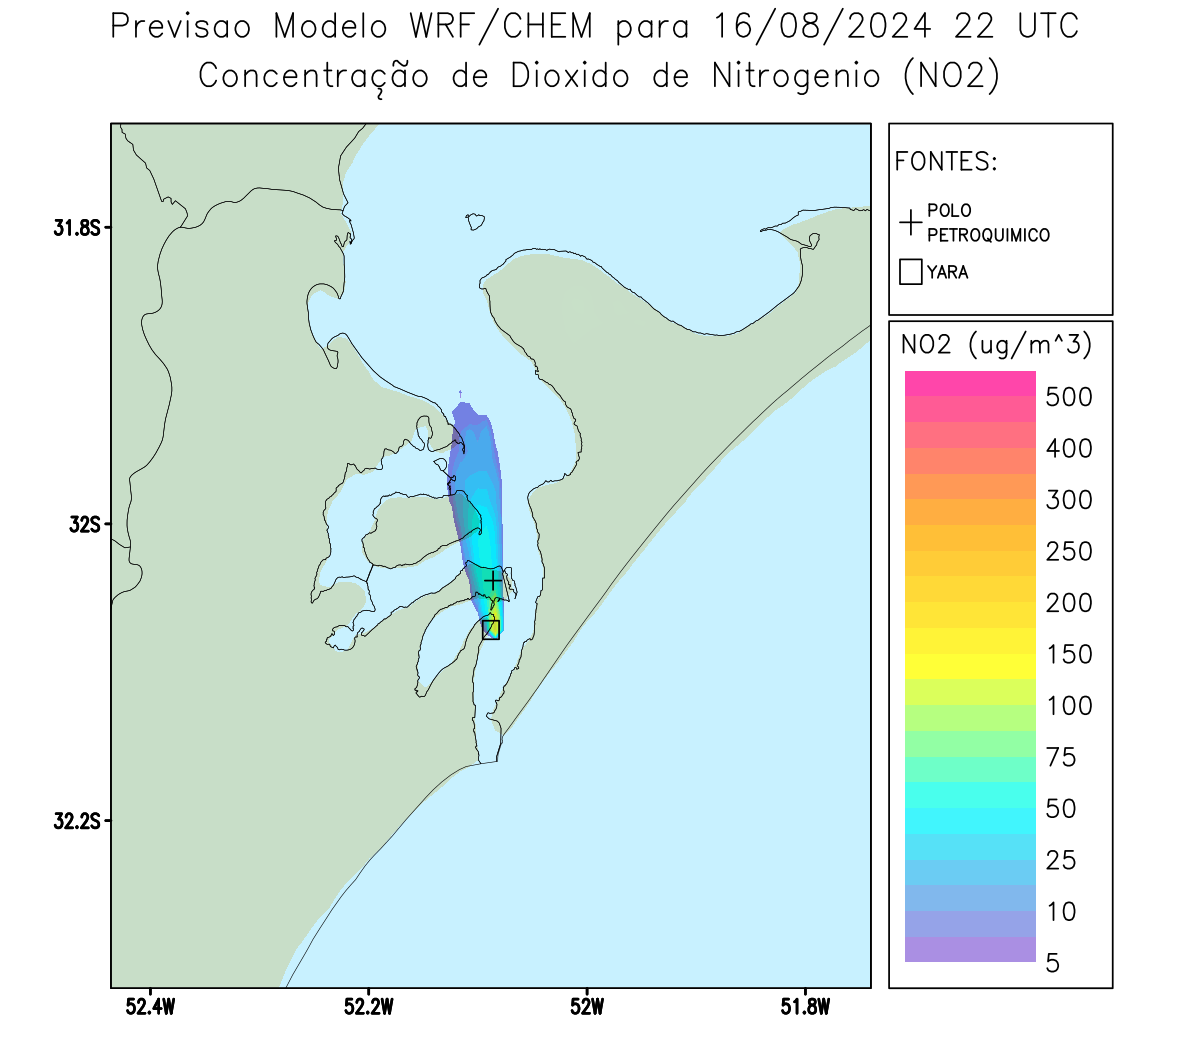 Previsao Modelo WRF/CHEM para 16/08/2024 22 UTC
Concentração de Dioxido de Nitrogenio (NO2)
FONTES:
POLO
PETROQUIMICO
YARA
31.8S
32S
32.2S
52.4W
52.2W
52W
51.8W
NO2 (ug/m^3)
500
400
300
250
200
150
100
75
50
25
10
5